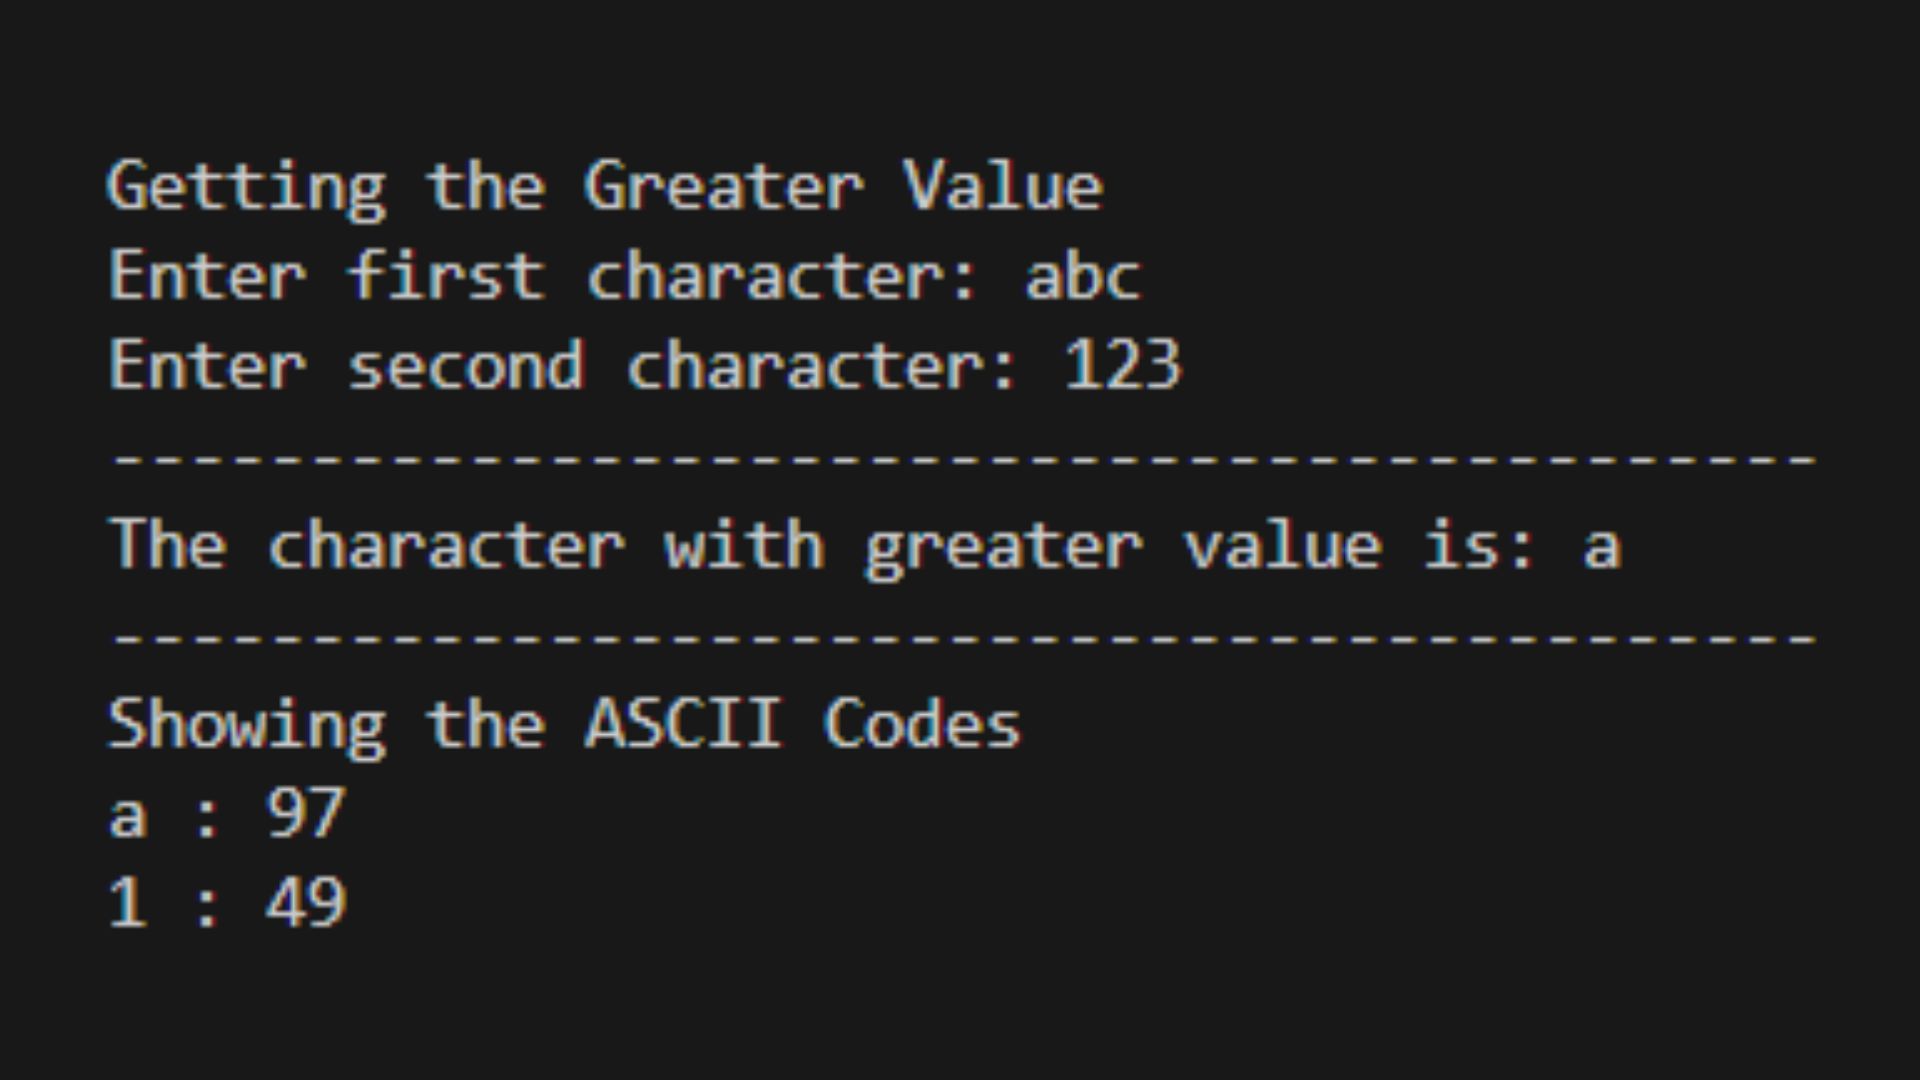 Getting the Greater Value
Enter first character: abc
Enter second character: 123
-------------------------------------------
The character with greater value is: a
-------------------------------------------
Showing the ASCII Codes
a : 97
1 : 49